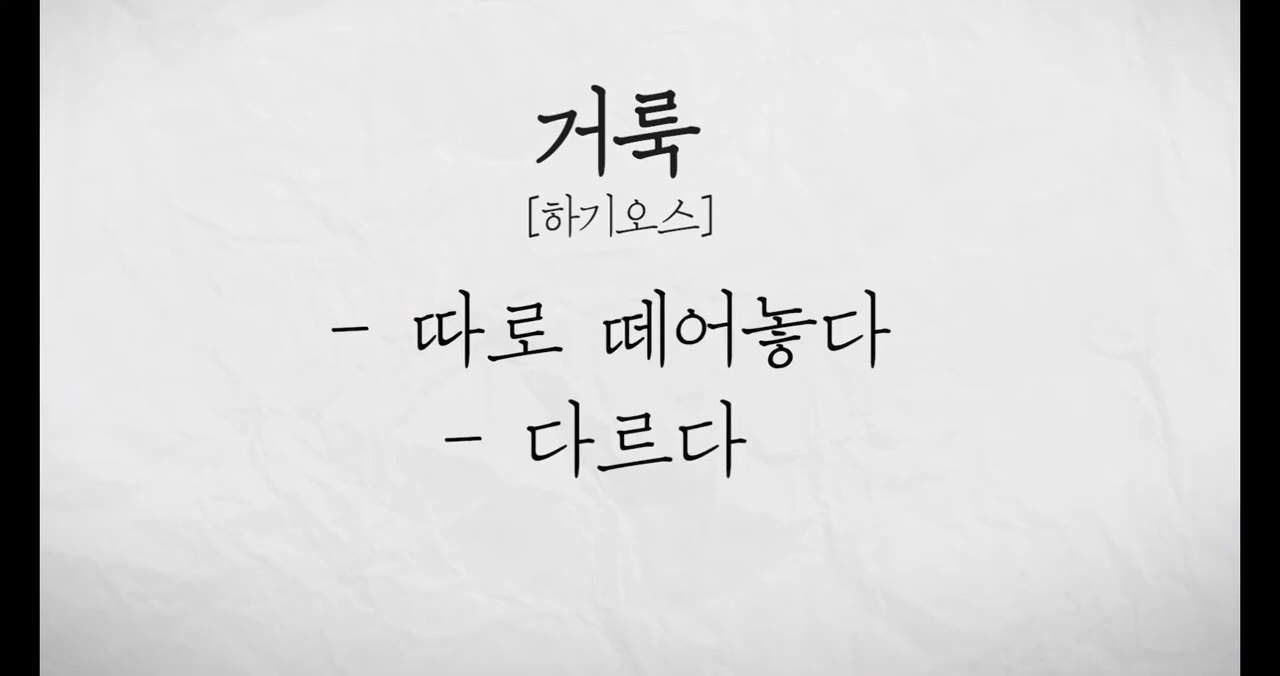 거룩
[하기오스]
- 따로 떼어놓다
- 다르다